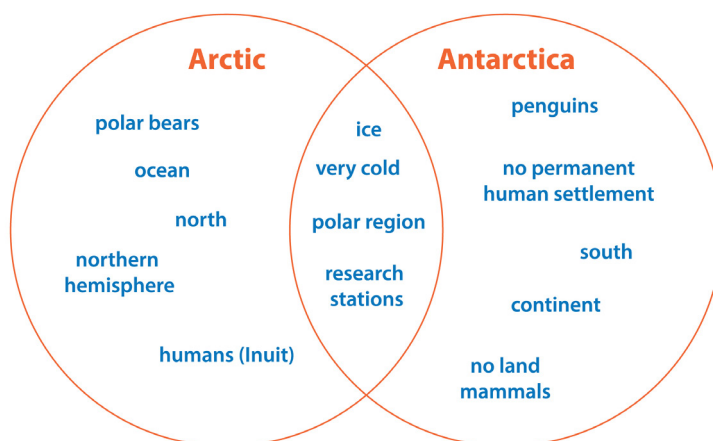 Arctic
polar bears
ocean
north
northern
hemisphere
humans (Inuit)
ice
very cold
polar region
research
stations
Antarctica
penguins
no permanent
human settlement
south
continent
no land
mammals